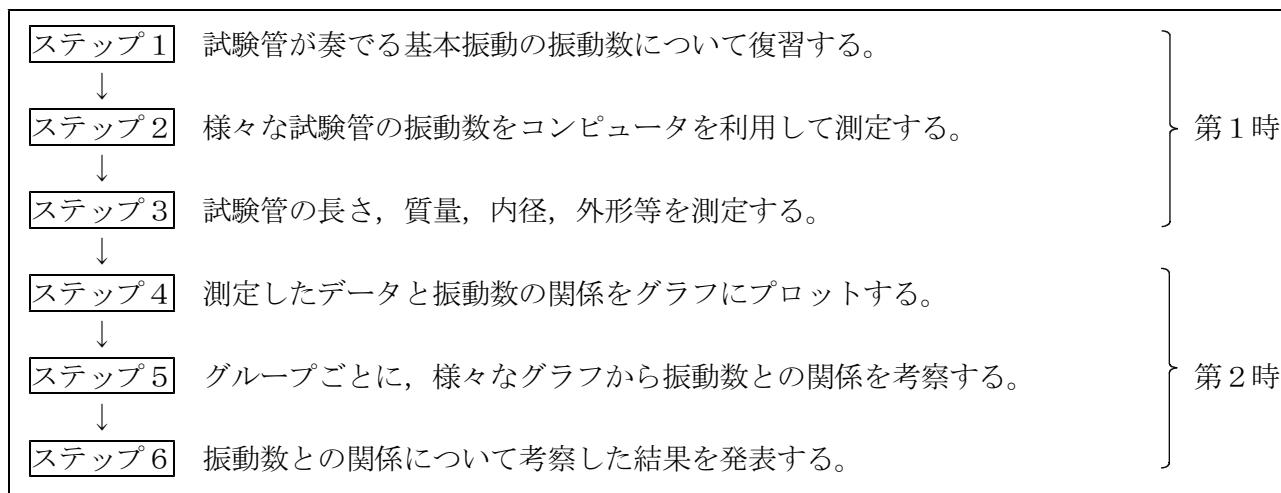 ステップ1 試験管が奏でる基本振動の振動数について復習する。
↓
ステップ2 様々な試験管の振動数をコンピュータを利用して測定する。 第1時
↓
ステップ3 試験管の長さ，質量，内径，外形等を測定する。
↓
ステップ4 測定したデータと振動数の関係をグラフにプロットする。
↓
ステップ5 グループごとに，様々なグラフから振動数との関係を考察する。 第2時
↓
ステップ6 振動数との関係について考察した結果を発表する。